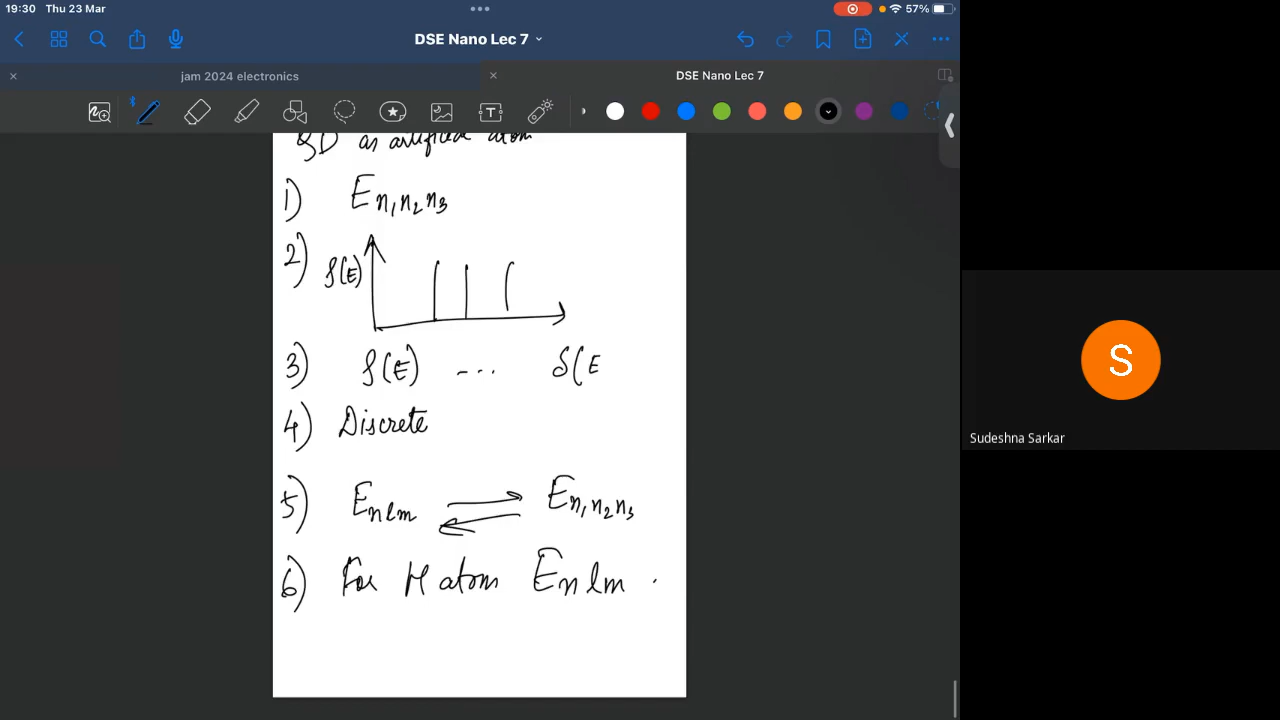 19:30 Thu 23 Mar
57%
DSE Nano Lec 7
jam 2024 electronics
DSE Nano Lec 7
QD as artificial atom
1) En₁n₂n₃
2) ρ(E)
3) ρ(E) --·· δ(E
4) Discrete
5) Enlm ⇌ En₁n₂n₃
6) For H atom Enlm .
S
Sudeshna Sarkar